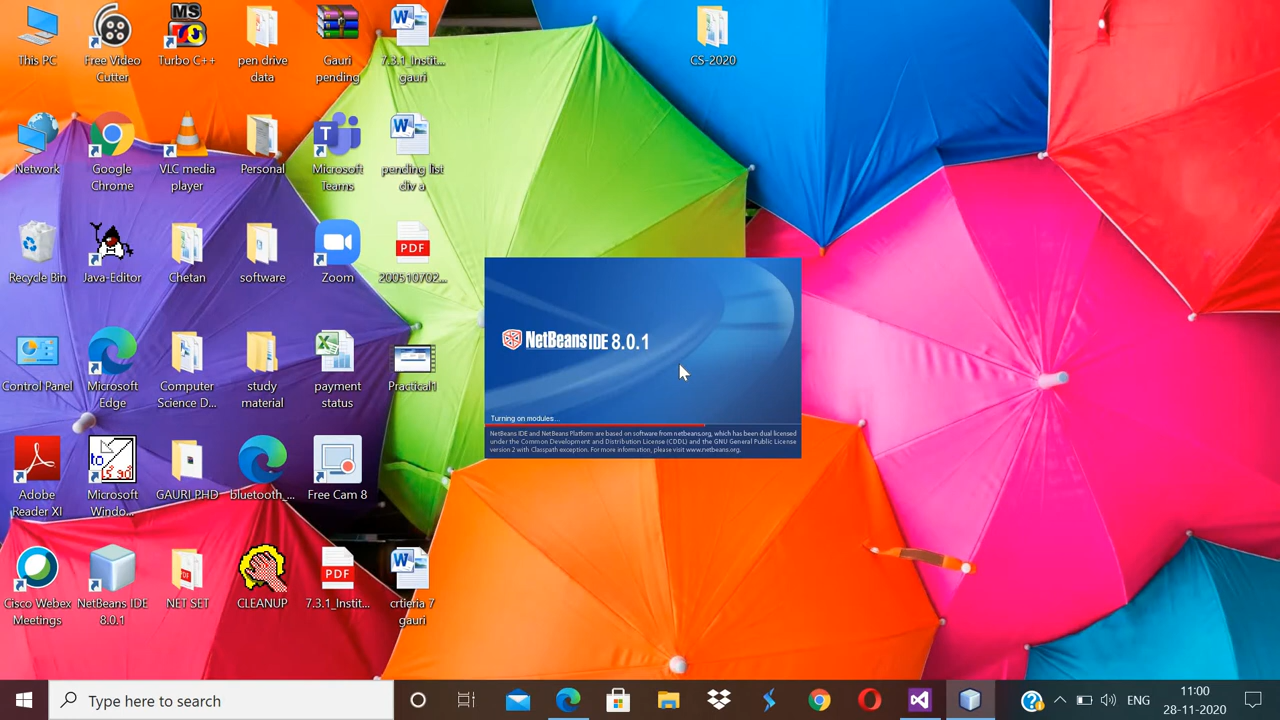 This PC
Free Video
Cutter
MS
Turbo C++
pen drive
data
Gauri
pending
7.3.1_Instit...
gauri
CS-2020
Network
Google
Chrome
VLC media
player
Personal
Microsoft
Teams
pending list
div a
Recycle Bin
Java-Editor
Chetan
software
Zoom
PDF
200510702...
NetBeans IDE 8.0.1
Turning on modules...
NetBeans IDE and NetBeans Platform are based on software from netbeans.org, which has been dual licensed
under the Common Development and Distribution License (CDDL) and the GNU General Public License
version 2 with Classpath exception. For more information, please visit www.netbeans.org.
Control Panel
Microsoft
Edge
Computer
Science D...
study
material
payment
status
Practical1
Adobe
Reader XI
Microsoft
Windo...
GAURI PHD
bluetooth_...
Free Cam 8
Cisco Webex
Meetings
NetBeans IDE
8.0.1
NET SET
CLEANUP
PDF
7.3.1_Instit...
crtieria 7
gauri
Type here to search
ENG
11:00
28-11-2020